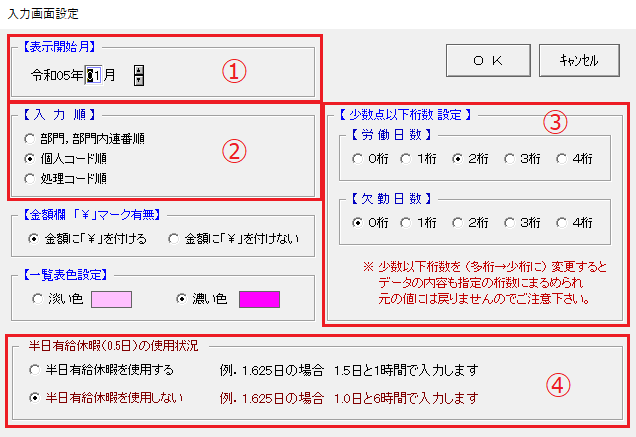 入力画面設定
【表示開始月】
令和05年 01 月
①
ＯＫ
ｷｬﾝｾﾙ
【入 力 順】
部門，部門内連番順
個人コード順
処理コード順
②
【 少数点以下桁数 設定 】
③
【 労 働 日 数 】
0桁 1桁 2桁 3桁 4桁
【 欠 勤 日 数 】
0桁 1桁 2桁 3桁 4桁
※ 少数以下桁数を（多桁→少桁に）変更すると
データの内容も指定の桁数にまるめられ
元の値には戻りませんのでご注意下さい。
【金額欄 「￥」マーク有無】
金額に「￥」を付ける 金額に「￥」を付けない
【一覧表色設定】
淡い色 濃い色
半日有給休暇(0.5日)の使用状況
半日有給休暇を使用する 例．1.625日の場合 1.5日と1時間で入力します
半日有給休暇を使用しない 例．1.625日の場合 1.0日と6時間で入力します
④